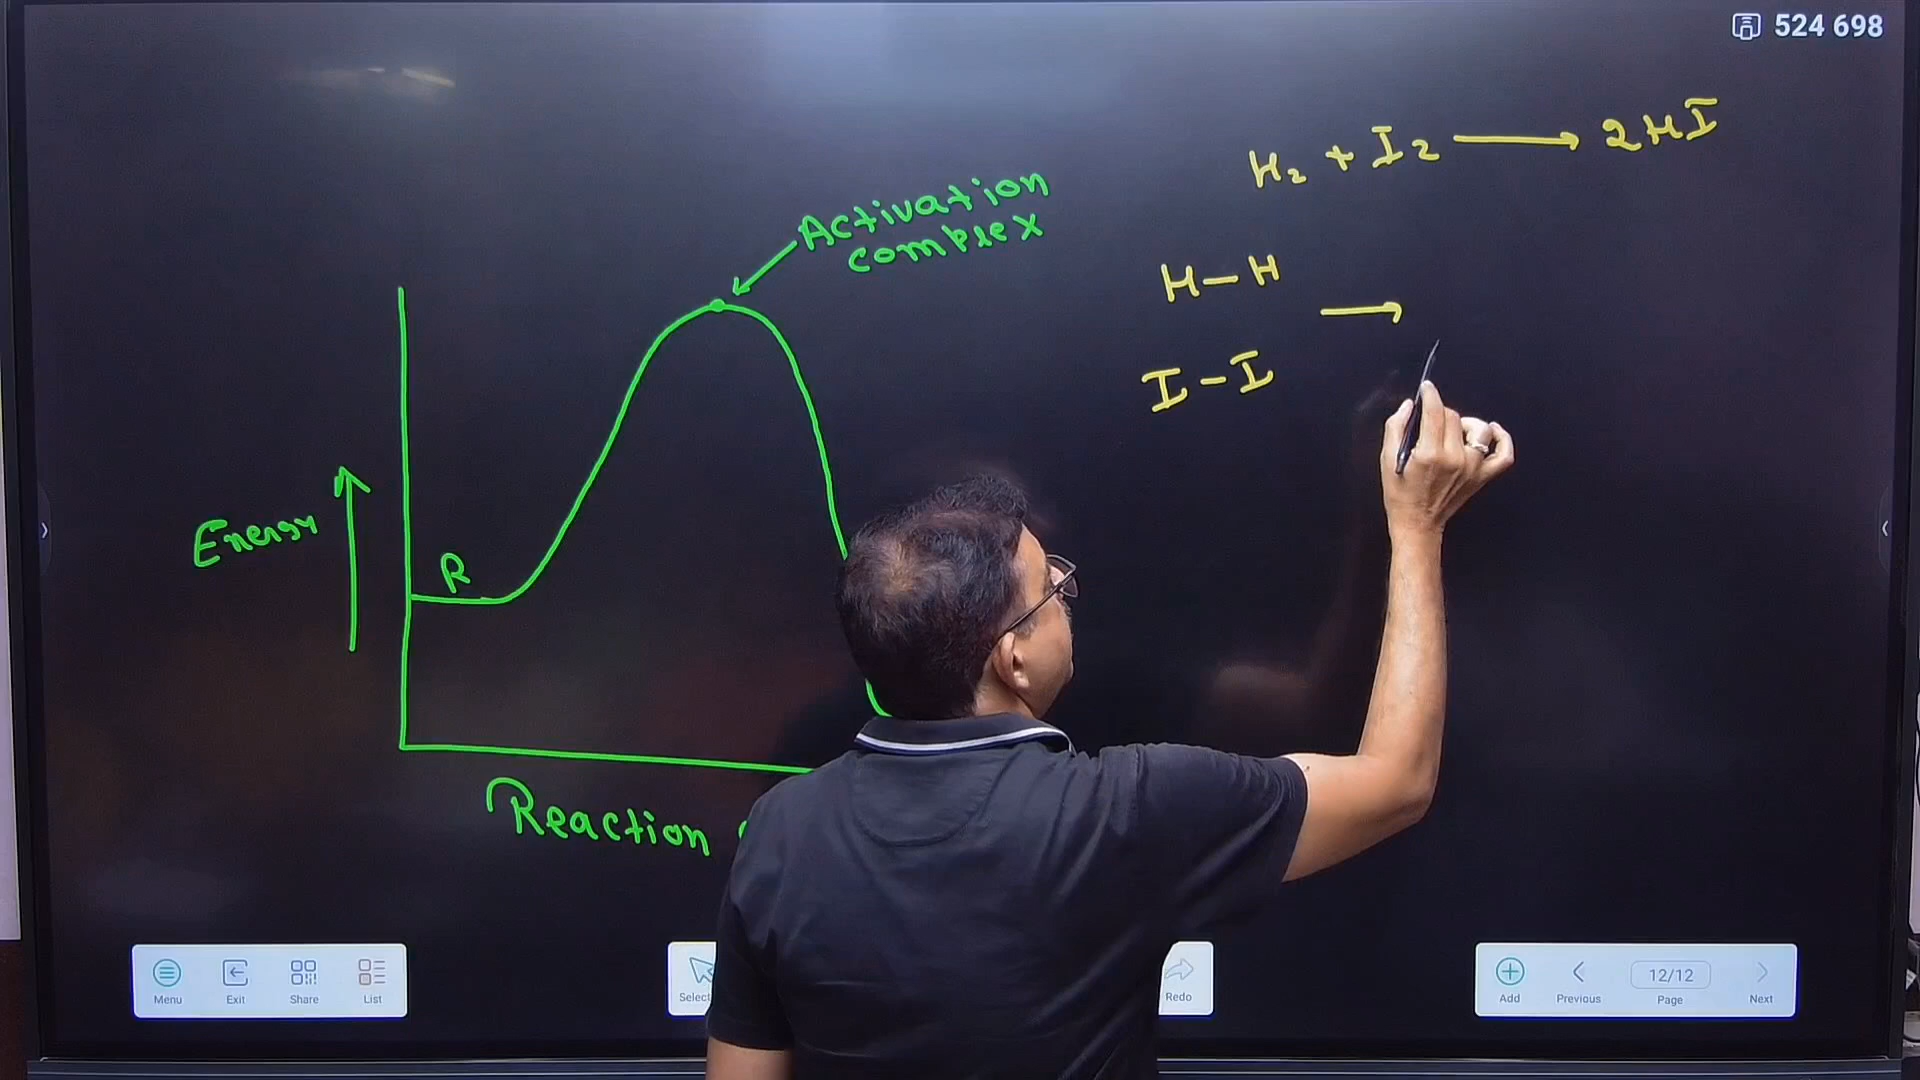 524 698
H₂ + I₂ ⟶ 2HI
Activation
complex
H – H
⟶
I – I
Energy
R
Reaction
Menu
Exit
Share
List
Select
Redo
Add
Previous
12/12
Page
Next